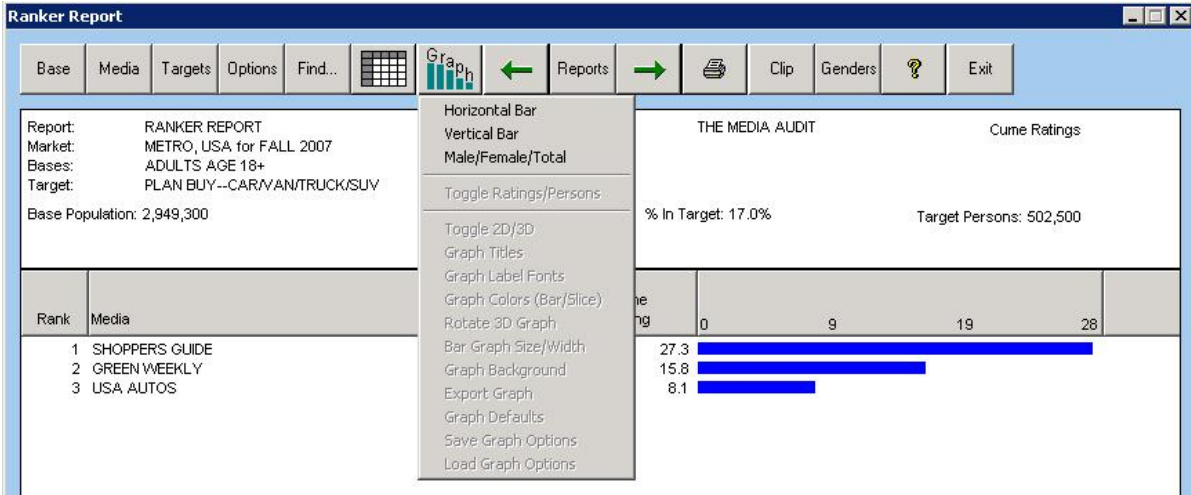 Ranker Report
Base Media Targets Options Find... Graph Reports Clip Genders ? Exit
Horizontal Bar
Vertical Bar
Male/Female/Total
Toggle Ratings/Persons
Toggle 2D/3D
Graph Titles
Graph Label Fonts
Graph Colors (Bar/Slice)
Rotate 3D Graph
Bar Graph Size/Width
Graph Background
Export Graph
Graph Defaults
Save Graph Options
Load Graph Options
Report: RANKER REPORT THE MEDIA AUDIT Cume Ratings
Market: METRO, USA for FALL 2007
Bases: ADULTS AGE 18+
Target: PLAN BUY--CAR/VAN/TRUCK/SUV
Base Population: 2,949,300 % In Target: 17.0% Target Persons: 502,500
Rank Media 0 9 19 28
1 SHOPPERS GUIDE 27.3
2 GREEN WEEKLY 15.8
3 USA AUTOS 8.1